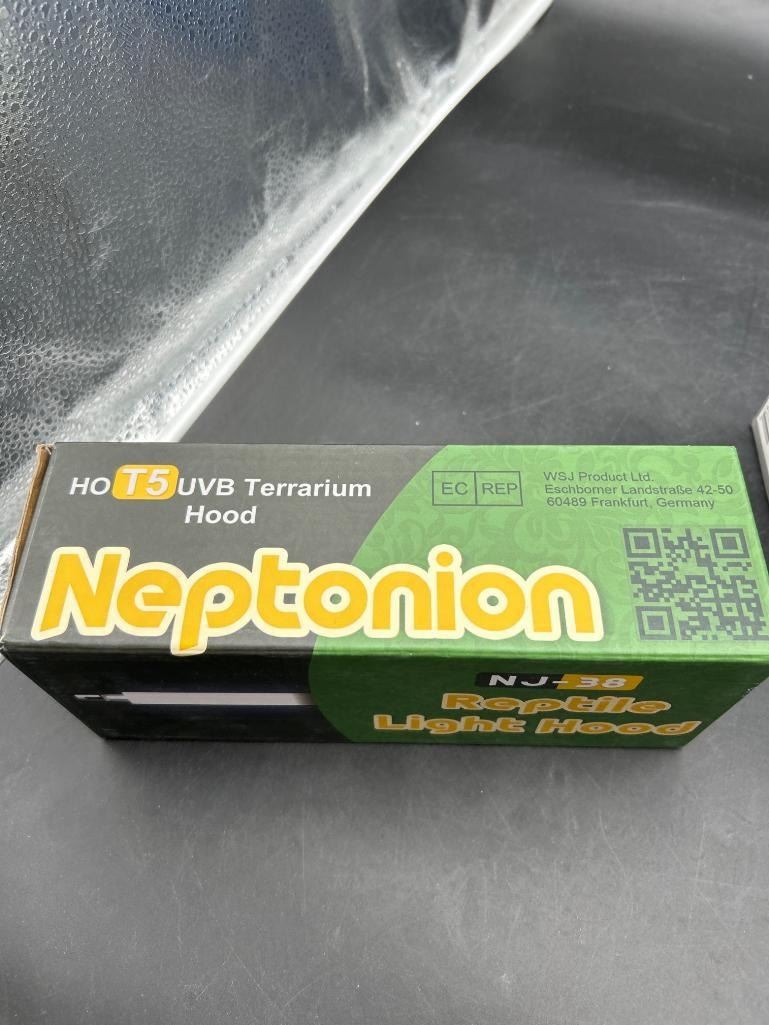 HO T5 UVB Terrarium
Hood
EC REP
WSJ Product Ltd.
Eschborner Landstraße 42-50
60489 Frankfurt, Germany
Neptonion
NJ-38
Reptile
Light Hood